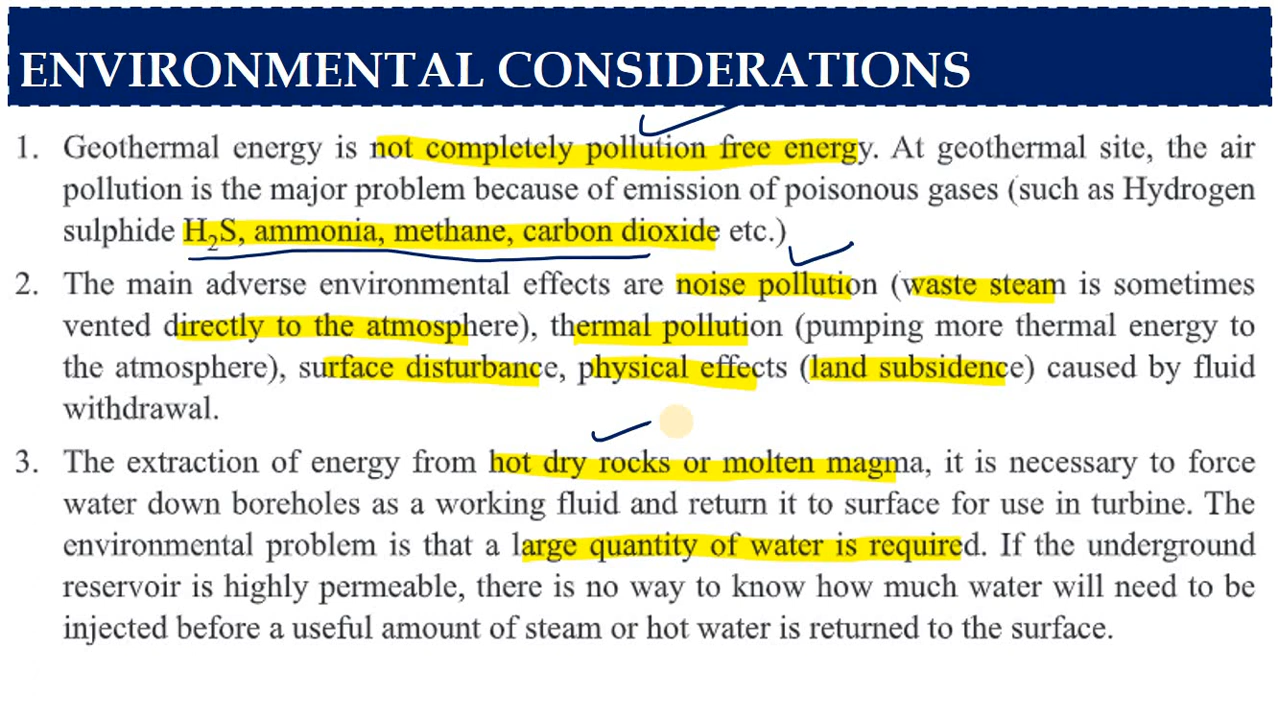 ENVIRONMENTAL CONSIDERATIONS
1. Geothermal energy is not completely pollution free energy. At geothermal site, the air
pollution is the major problem because of emission of poisonous gases (such as Hydrogen
sulphide H₂S, ammonia, methane, carbon dioxide etc.)
2. The main adverse environmental effects are noise pollution (waste steam is sometimes
vented directly to the atmosphere), thermal pollution (pumping more thermal energy to
the atmosphere), surface disturbance, physical effects (land subsidence) caused by fluid
withdrawal.
3. The extraction of energy from hot dry rocks or molten magma, it is necessary to force
water down boreholes as a working fluid and return it to surface for use in turbine. The
environmental problem is that a large quantity of water is required. If the underground
reservoir is highly permeable, there is no way to know how much water will need to be
injected before a useful amount of steam or hot water is returned to the surface.